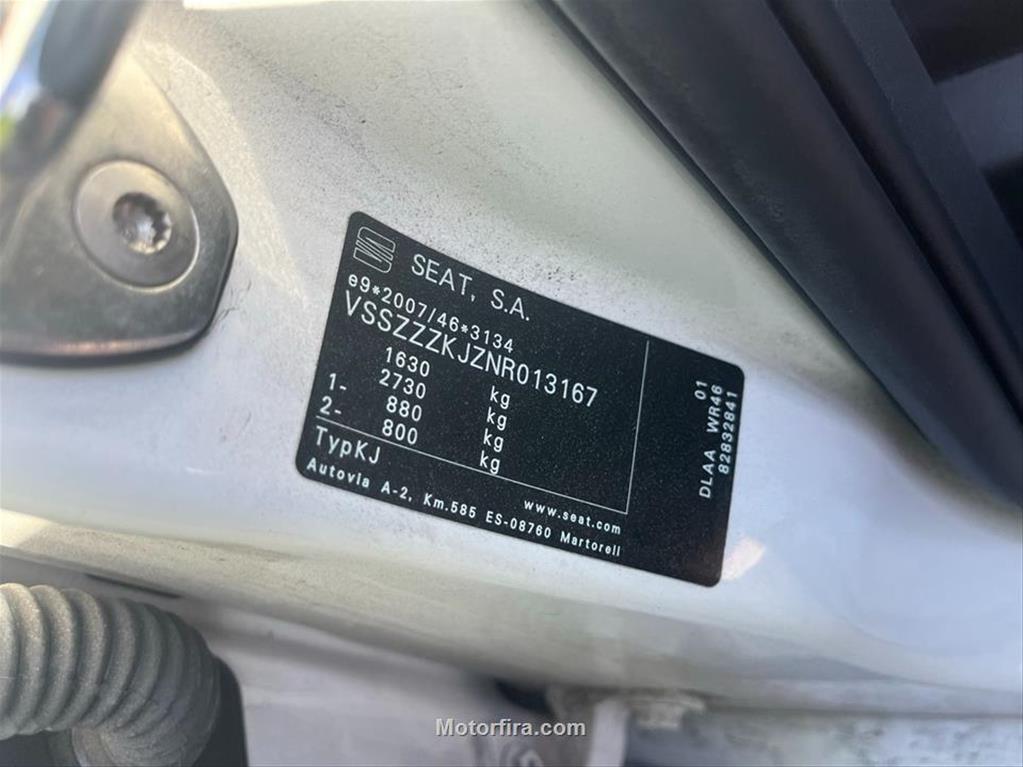 SEAT, S.A.
e9*2007/46*3134
VSSZZZKJZNR013167
1630 kg
2730 kg
1- 880 kg
2- 800 kg
TypKJ
www.seat.com
Autovia A-2, Km.585 ES-08760 Martorell
01
DLAA WR46
82832841
Motorfira.com